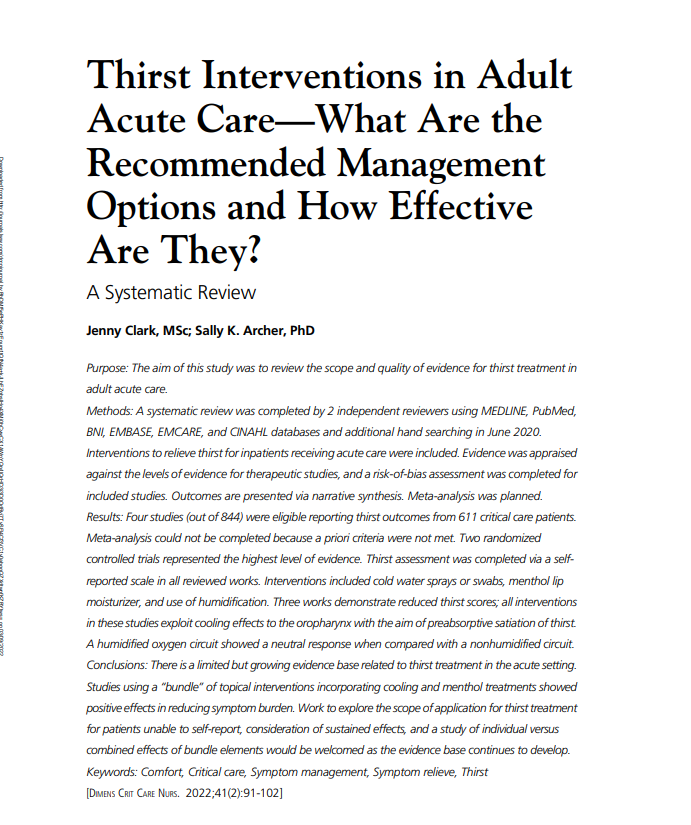 Thirst Interventions in Adult
Acute Care—What Are the
Recommended Management
Options and How Effective
Are They?
A Systematic Review
Jenny Clark, MSc; Sally K. Archer, PhD
Purpose: The aim of this study was to review the scope and quality of evidence for thirst treatment in
adult acute care.
Methods: A systematic review was completed by 2 independent reviewers using MEDLINE, PubMed,
BNI, EMBASE, EMCARE, and CINAHL databases and additional hand searching in June 2020.
Interventions to relieve thirst for inpatients receiving acute care were included. Evidence was appraised
against the levels of evidence for therapeutic studies, and a risk-of-bias assessment was completed for
included studies. Outcomes are presented via narrative synthesis. Meta-analysis was planned.
Results: Four studies (out of 844) were eligible reporting thirst outcomes from 611 critical care patients.
Meta-analysis could not be completed because a priori criteria were not met. Two randomized
controlled trials represented the highest level of evidence. Thirst assessment was completed via a self-
reported scale in all reviewed works. Interventions included cold water sprays or swabs, menthol lip
moisturizer, and use of humidification. Three works demonstrate reduced thirst scores; all interventions
in these studies exploit cooling effects to the oropharynx with the aim of preabsorptive satiation of thirst.
A humidified oxygen circuit showed a neutral response when compared with a nonhumidified circuit.
Conclusions: There is a limited but growing evidence base related to thirst treatment in the acute setting.
Studies using a “bundle” of topical interventions incorporating cooling and menthol treatments showed
positive effects in reducing symptom burden. Work to explore the scope of application for thirst treatment
for patients unable to self-report, consideration of sustained effects, and a study of individual versus
combined effects of bundle elements would be welcomed as the evidence base continues to develop.
Keywords: Comfort, Critical care, Symptom management, Symptom relieve, Thirst
[DIMENS CRIT CARE NURS. 2022;41(2):91-102]